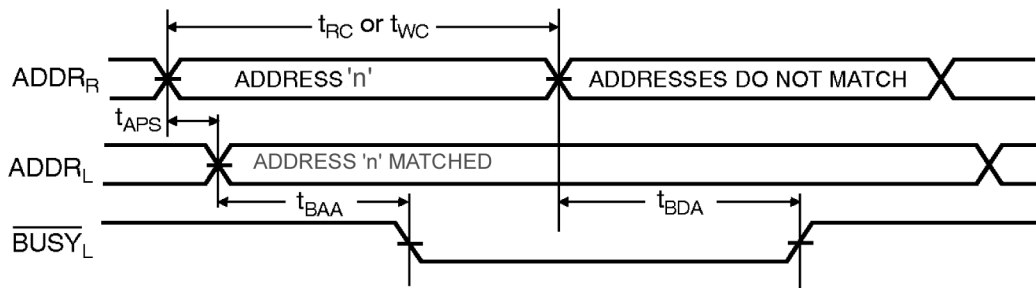 tRC or tWC
ADDRR
ADDRESS 'n'
ADDRESSES DO NOT MATCH
tAPS
ADDRL
ADDRESS 'n' MATCHED
tBAA
tBDA
BUSYL